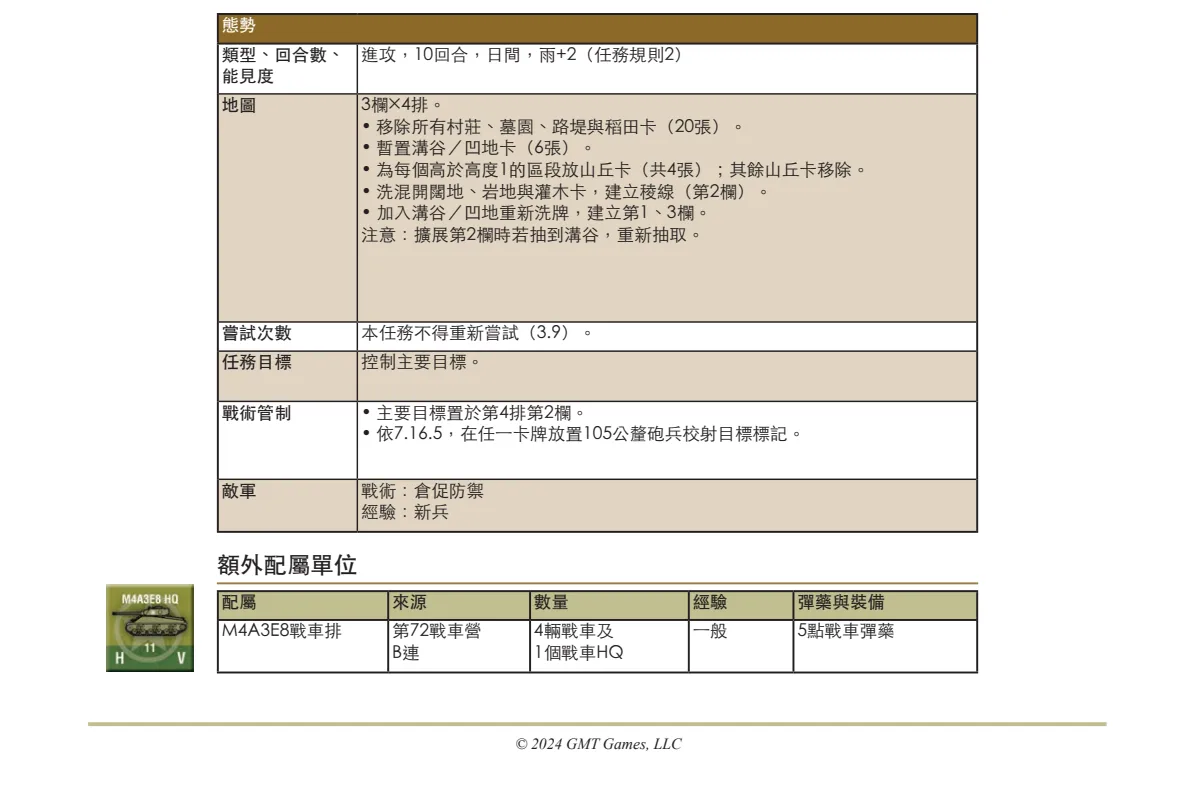 態勢
類型、回合數、 進攻，10回合，日間，雨+2（任務規則2）
能見度
地圖 3欄×4排。
• 移除所有村莊、墓園、路堤與稻田卡（20張）。
• 暫置溝谷／凹地卡（6張）。
• 為每個高於高度1的區段放山丘卡（共4張）；其餘山丘卡移除。
• 洗混開闊地、岩地與灌木卡，建立稜線（第2欄）。
• 加入溝谷／凹地重新洗牌，建立第1、3欄。
注意：擴展第2欄時若抽到溝谷，重新抽取。
嘗試次數 本任務不得重新嘗試（3.9）。
任務目標 控制主要目標。
戰術管制 • 主要目標置於第4排第2欄。
• 依7.16.5，在任一卡牌放置105公釐砲兵校射目標標記。
敵軍 戰術：倉促防禦
經驗：新兵
額外配屬單位
M4A3E8 HQ
11
H V
配屬 來源 數量 經驗 彈藥與裝備
M4A3E8戰車排 第72戰車營 4輛戰車及 一般 5點戰車彈藥
B連 1個戰車HQ
© 2024 GMT Games, LLC